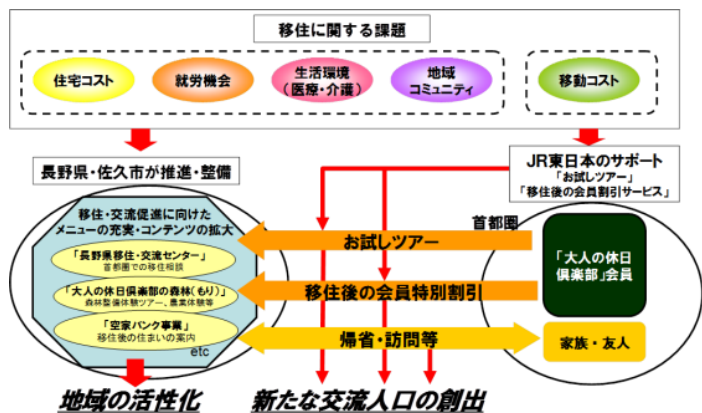 移住に関する課題
住宅コスト
就労機会
生活環境
(医療・介護)
地域
コミュニティ
移動コスト
長野県・佐久市が推進・整備
JR東日本のサポート
「お試しツアー」
「移住後の会員割引サービス」
移住・交流促進に向けた
メニューの充実・コンテンツの拡大
「長野県移住・交流センター」
首都圏での移住相談
「大人の休日倶楽部の森林(もり)」
森林整備体験ツアー、農業体験等
「空家バンク事業」
移住後の住まいの案内
etc
首都圏
お試しツアー
移住後の会員特別割引
帰省・訪問等
「大人の休日
倶楽部」会員
家族・友人
地域の活性化
新たな交流人口の創出